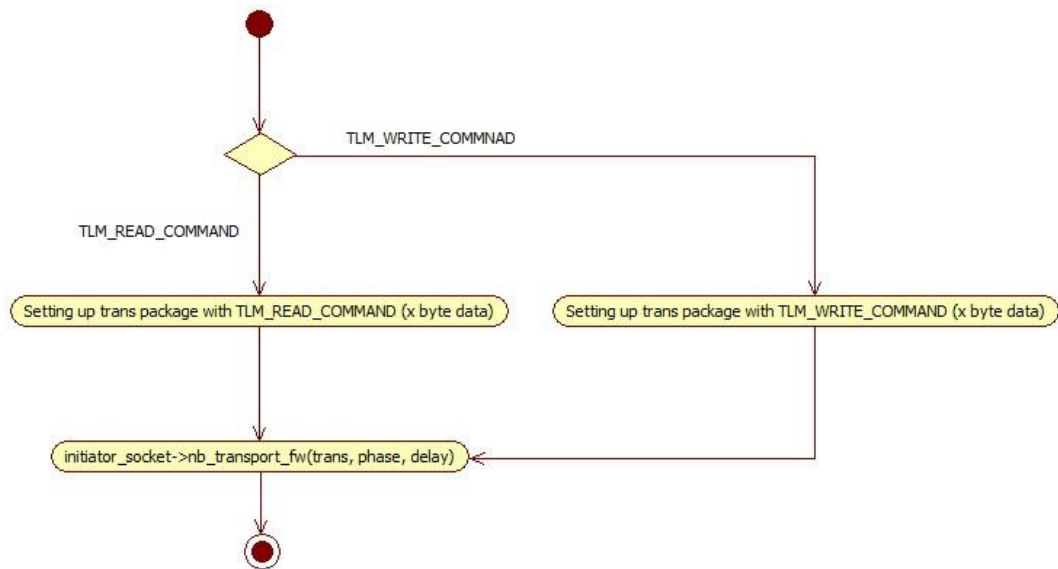 TLM_WRITE_COMMNAD
TLM_READ_COMMAND
Setting up trans package with TLM_READ_COMMAND (x byte data)
Setting up trans package with TLM_WRITE_COMMAND (x byte data)
initiator_socket->nb_transport_fw(trans, phase, delay)